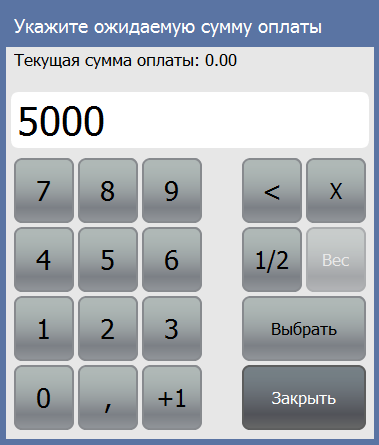 Укажите ожидаемую сумму оплаты
Текущая сумма оплаты: 0.00
5000
7 8 9 < X
4 5 6 1/2 Вес
1 2 3 Выбрать
0 , +1 Закрыть